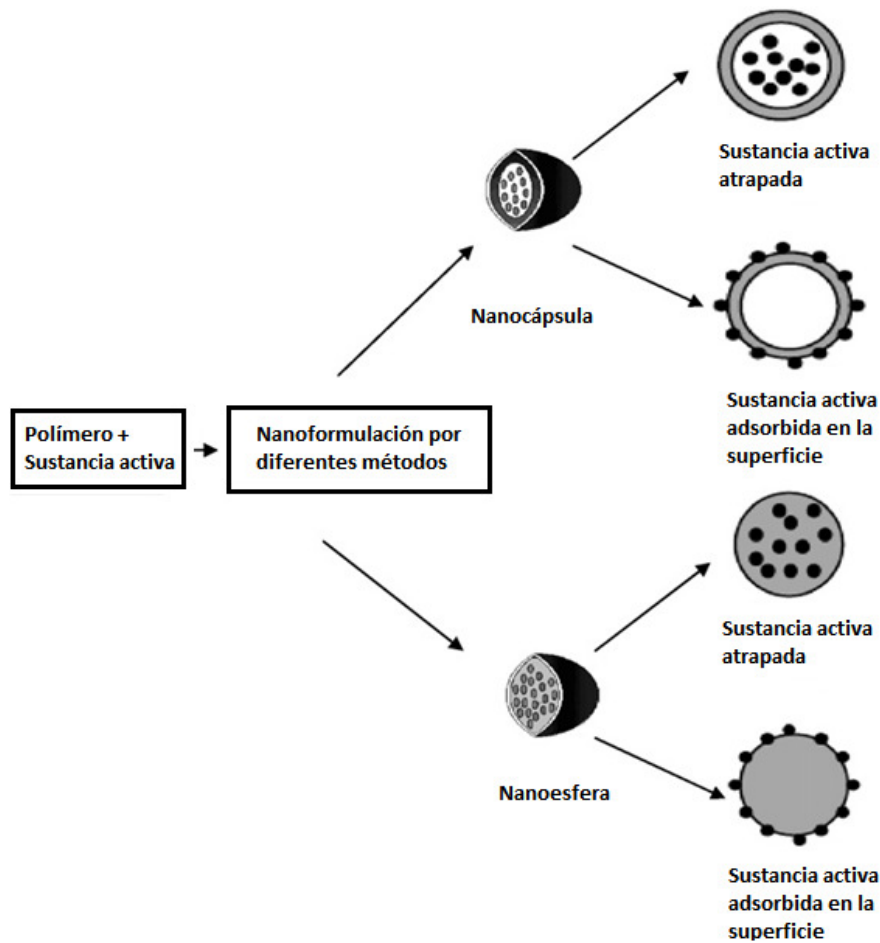 Sustancia activa
atrapada
Nanocápsula
Sustancia activa
adsorbida en la
superficie
Polímero +
Sustancia activa
Nanoformulación por
diferentes métodos
Sustancia activa
atrapada
Nanoesfera
Sustancia activa
adsorbida en la
superficie